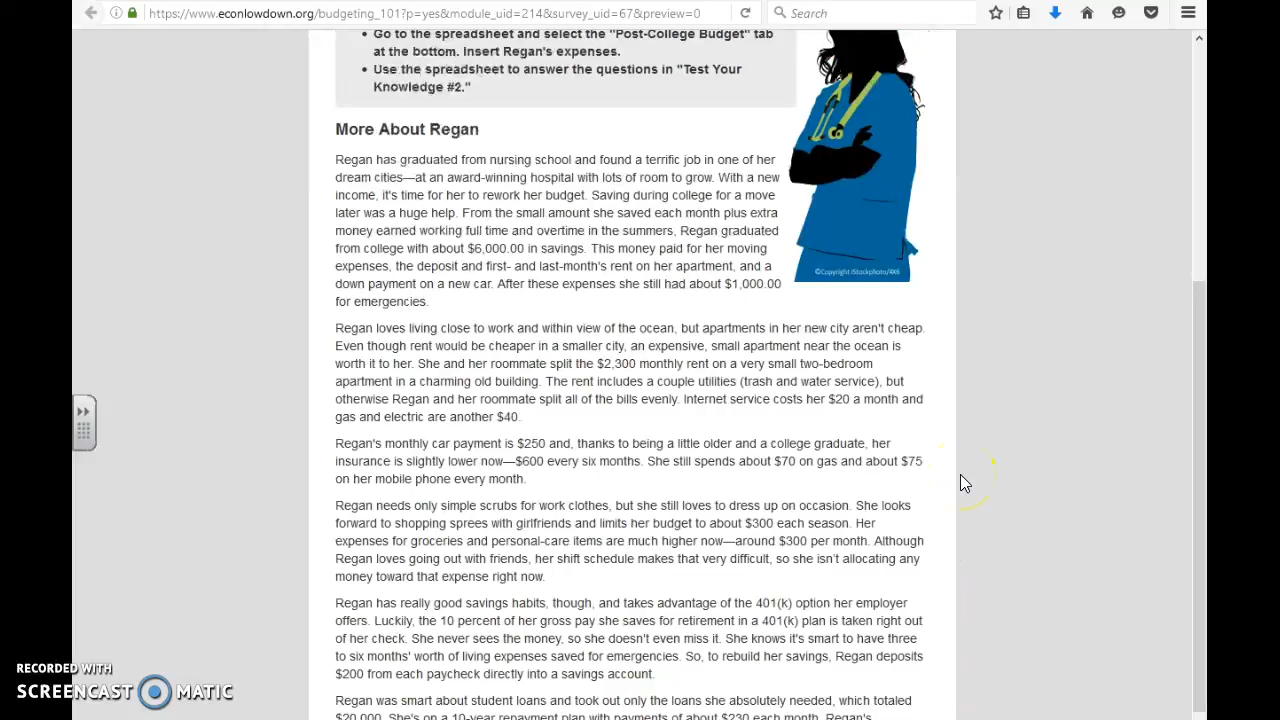 https://www.econlowdown.org/budgeting_101?p=yes&module_uid=214&survey_uid=67&preview=0
Search
• Go to the spreadsheet and select the "Post-College Budget" tab
at the bottom. Insert Regan's expenses.
• Use the spreadsheet to answer the questions in "Test Your
Knowledge #2."
More About Regan
Regan has graduated from nursing school and found a terrific job in one of her
dream cities—at an award-winning hospital with lots of room to grow. With a new
income, it's time for her to rework her budget. Saving during college for a move
later was a huge help. From the small amount she saved each month plus extra
money earned working full time and overtime in the summers, Regan graduated
from college with about $6,000.00 in savings. This money paid for her moving
expenses, the deposit and first- and last-month's rent on her apartment, and a
down payment on a new car. After these expenses she still had about $1,000.00
for emergencies.
©Copyright iStockphoto/4X6
Regan loves living close to work and within view of the ocean, but apartments in her new city aren't cheap.
Even though rent would be cheaper in a smaller city, an expensive, small apartment near the ocean is
worth it to her. She and her roommate split the $2,300 monthly rent on a very small two-bedroom
apartment in a charming old building. The rent includes a couple utilities (trash and water service), but
otherwise Regan and her roommate split all of the bills evenly. Internet service costs her $20 a month and
gas and electric are another $40.
Regan's monthly car payment is $250 and, thanks to being a little older and a college graduate, her
insurance is slightly lower now—$600 every six months. She still spends about $70 on gas and about $75
on her mobile phone every month.
Regan needs only simple scrubs for work clothes, but she still loves to dress up on occasion. She looks
forward to shopping sprees with girlfriends and limits her budget to about $300 each season. Her
expenses for groceries and personal-care items are much higher now—around $300 per month. Although
Regan loves going out with friends, her shift schedule makes that very difficult, so she isn't allocating any
money toward that expense right now.
Regan has really good savings habits, though, and takes advantage of the 401(k) option her employer
offers. Luckily, the 10 percent of her gross pay she saves for retirement in a 401(k) plan is taken right out
of her check. She never sees the money, so she doesn't even miss it. She knows it's smart to have three
to six months' worth of living expenses saved for emergencies. So, to rebuild her savings, Regan deposits
$200 from each paycheck directly into a savings account.
Regan was smart about student loans and took out only the loans she absolutely needed, which totaled
$20,000. She's on a 10-year repayment plan with payments of about $230 each month. Regan's
RECORDED WITH
SCREENCAST MATIC